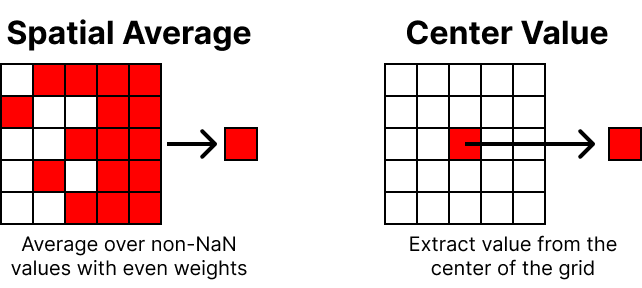 Spatial Average
Center Value
Average over non-NaN
values with even weights
Extract value from the
center of the grid